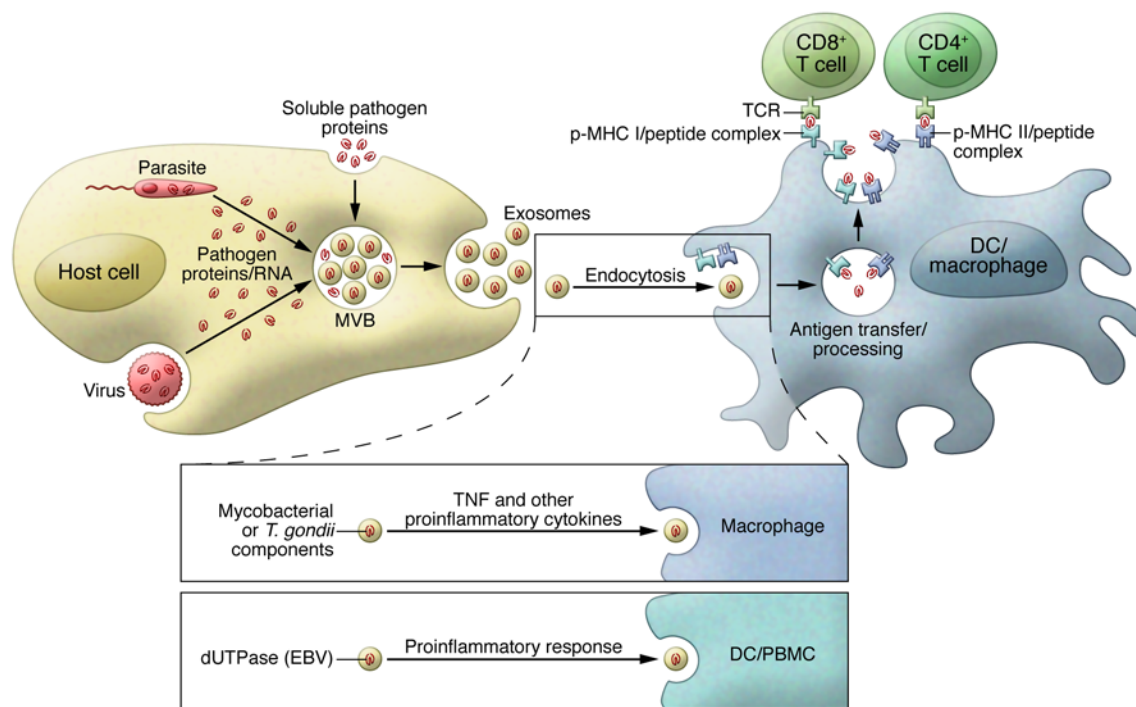 CD8+
T cell
CD4+
T cell
Soluble pathogen
proteins
TCR
p-MHC I/peptide complex
p-MHC II/peptide
complex
Parasite
Exosomes
Host cell
Pathogen
proteins/RNA
Endocytosis
DC/
macrophage
MVB
Antigen transfer/
processing
Virus
Mycobacterial
or T. gondii
components
TNF and other
proinflammatory cytokines
Macrophage
dUTPase (EBV)
Proinflammatory response
DC/PBMC